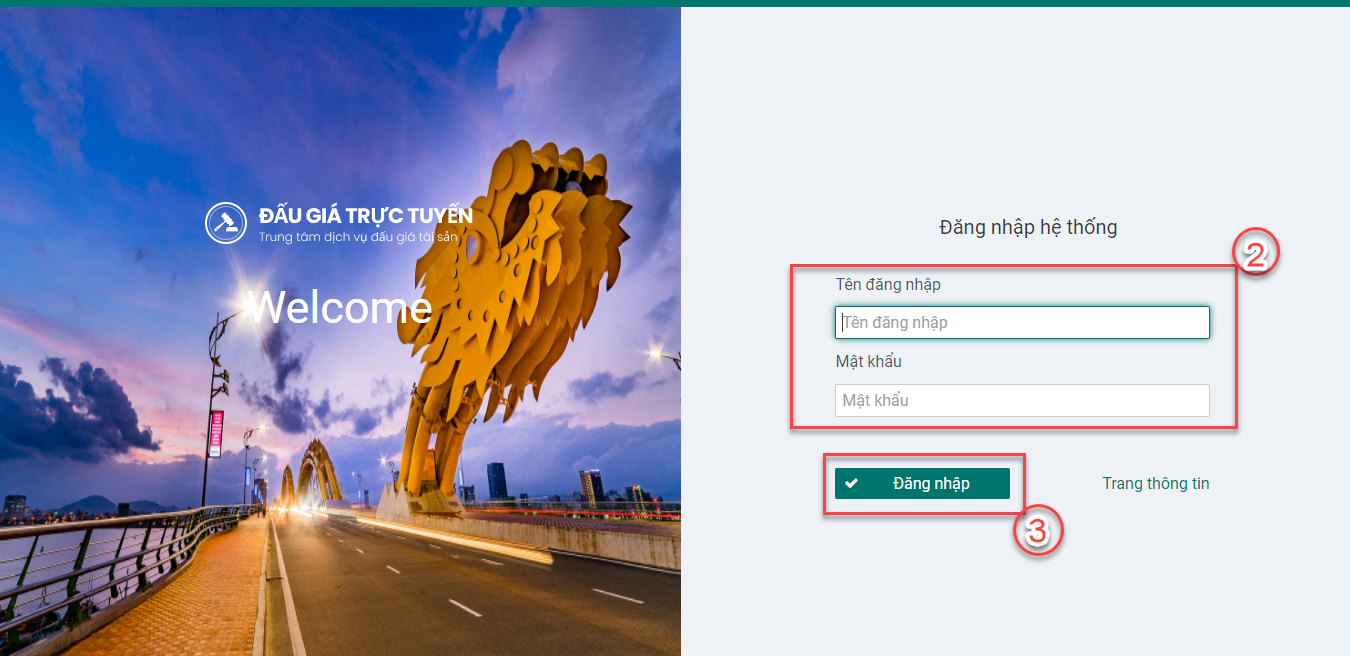 ĐẤU GIÁ TRỰC TUYẾN
Trung tâm dịch vụ đấu giá tài sản
Welcome
Đăng nhập hệ thống
2
Tên đăng nhập
Tên đăng nhập
Mật khẩu
Mật khẩu
Đăng nhập
Trang thông tin
3